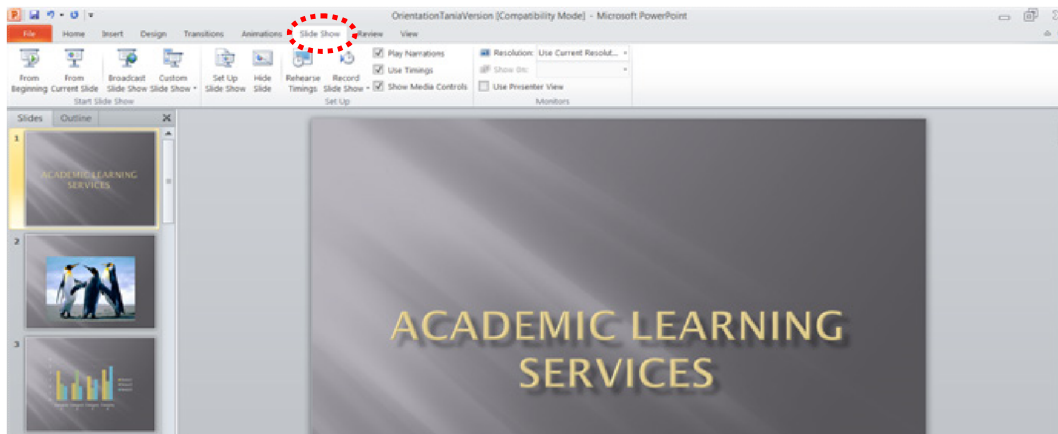 OrientationTaniaVersion [Compatibility Mode] - Microsoft PowerPoint
File Home Insert Design Transitions Animations Slide Show Review View
From Beginning
From Current Slide
Broadcast Slide Show
Custom Slide Show
Start Slide Show
Set Up Slide Show
Hide Slide
Rehearse Timings
Record Slide Show
Play Narrations
Use Timings
Show Media Controls
Set Up
Resolution: Use Current Resolut...
Show On:
Use Presenter View
Monitors
Slides Outline
1
ACADEMIC LEARNING
SERVICES
2
3
ACADEMIC LEARNING
SERVICES